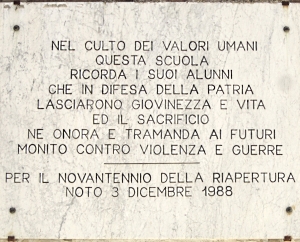 NEL CULTO DEI VALORI UMANI
QUESTA SCUOLA
RICORDA I SUOI ALUNNI
CHE IN DIFESA DELLA PATRIA
LASCIARONO GIOVINEZZA E VITA
ED IL SACRIFICIO
NE ONORA E TRAMANDA AI FUTURI
MONITO CONTRO VIOLENZA E GUERRE
PER IL NOVANTENNIO DELLA RIAPERTURA
NOTO 3 DICEMBRE 1988